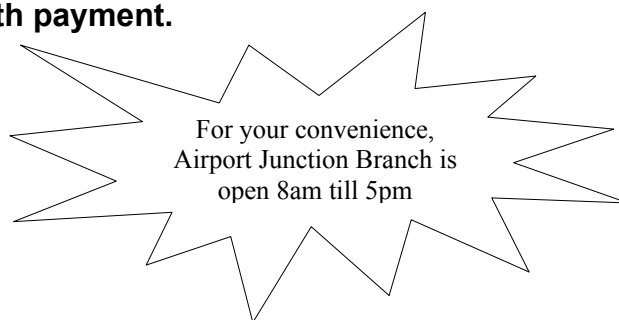 th payment.
For your convenience,
Airport Junction Branch is
open 8am till 5pm